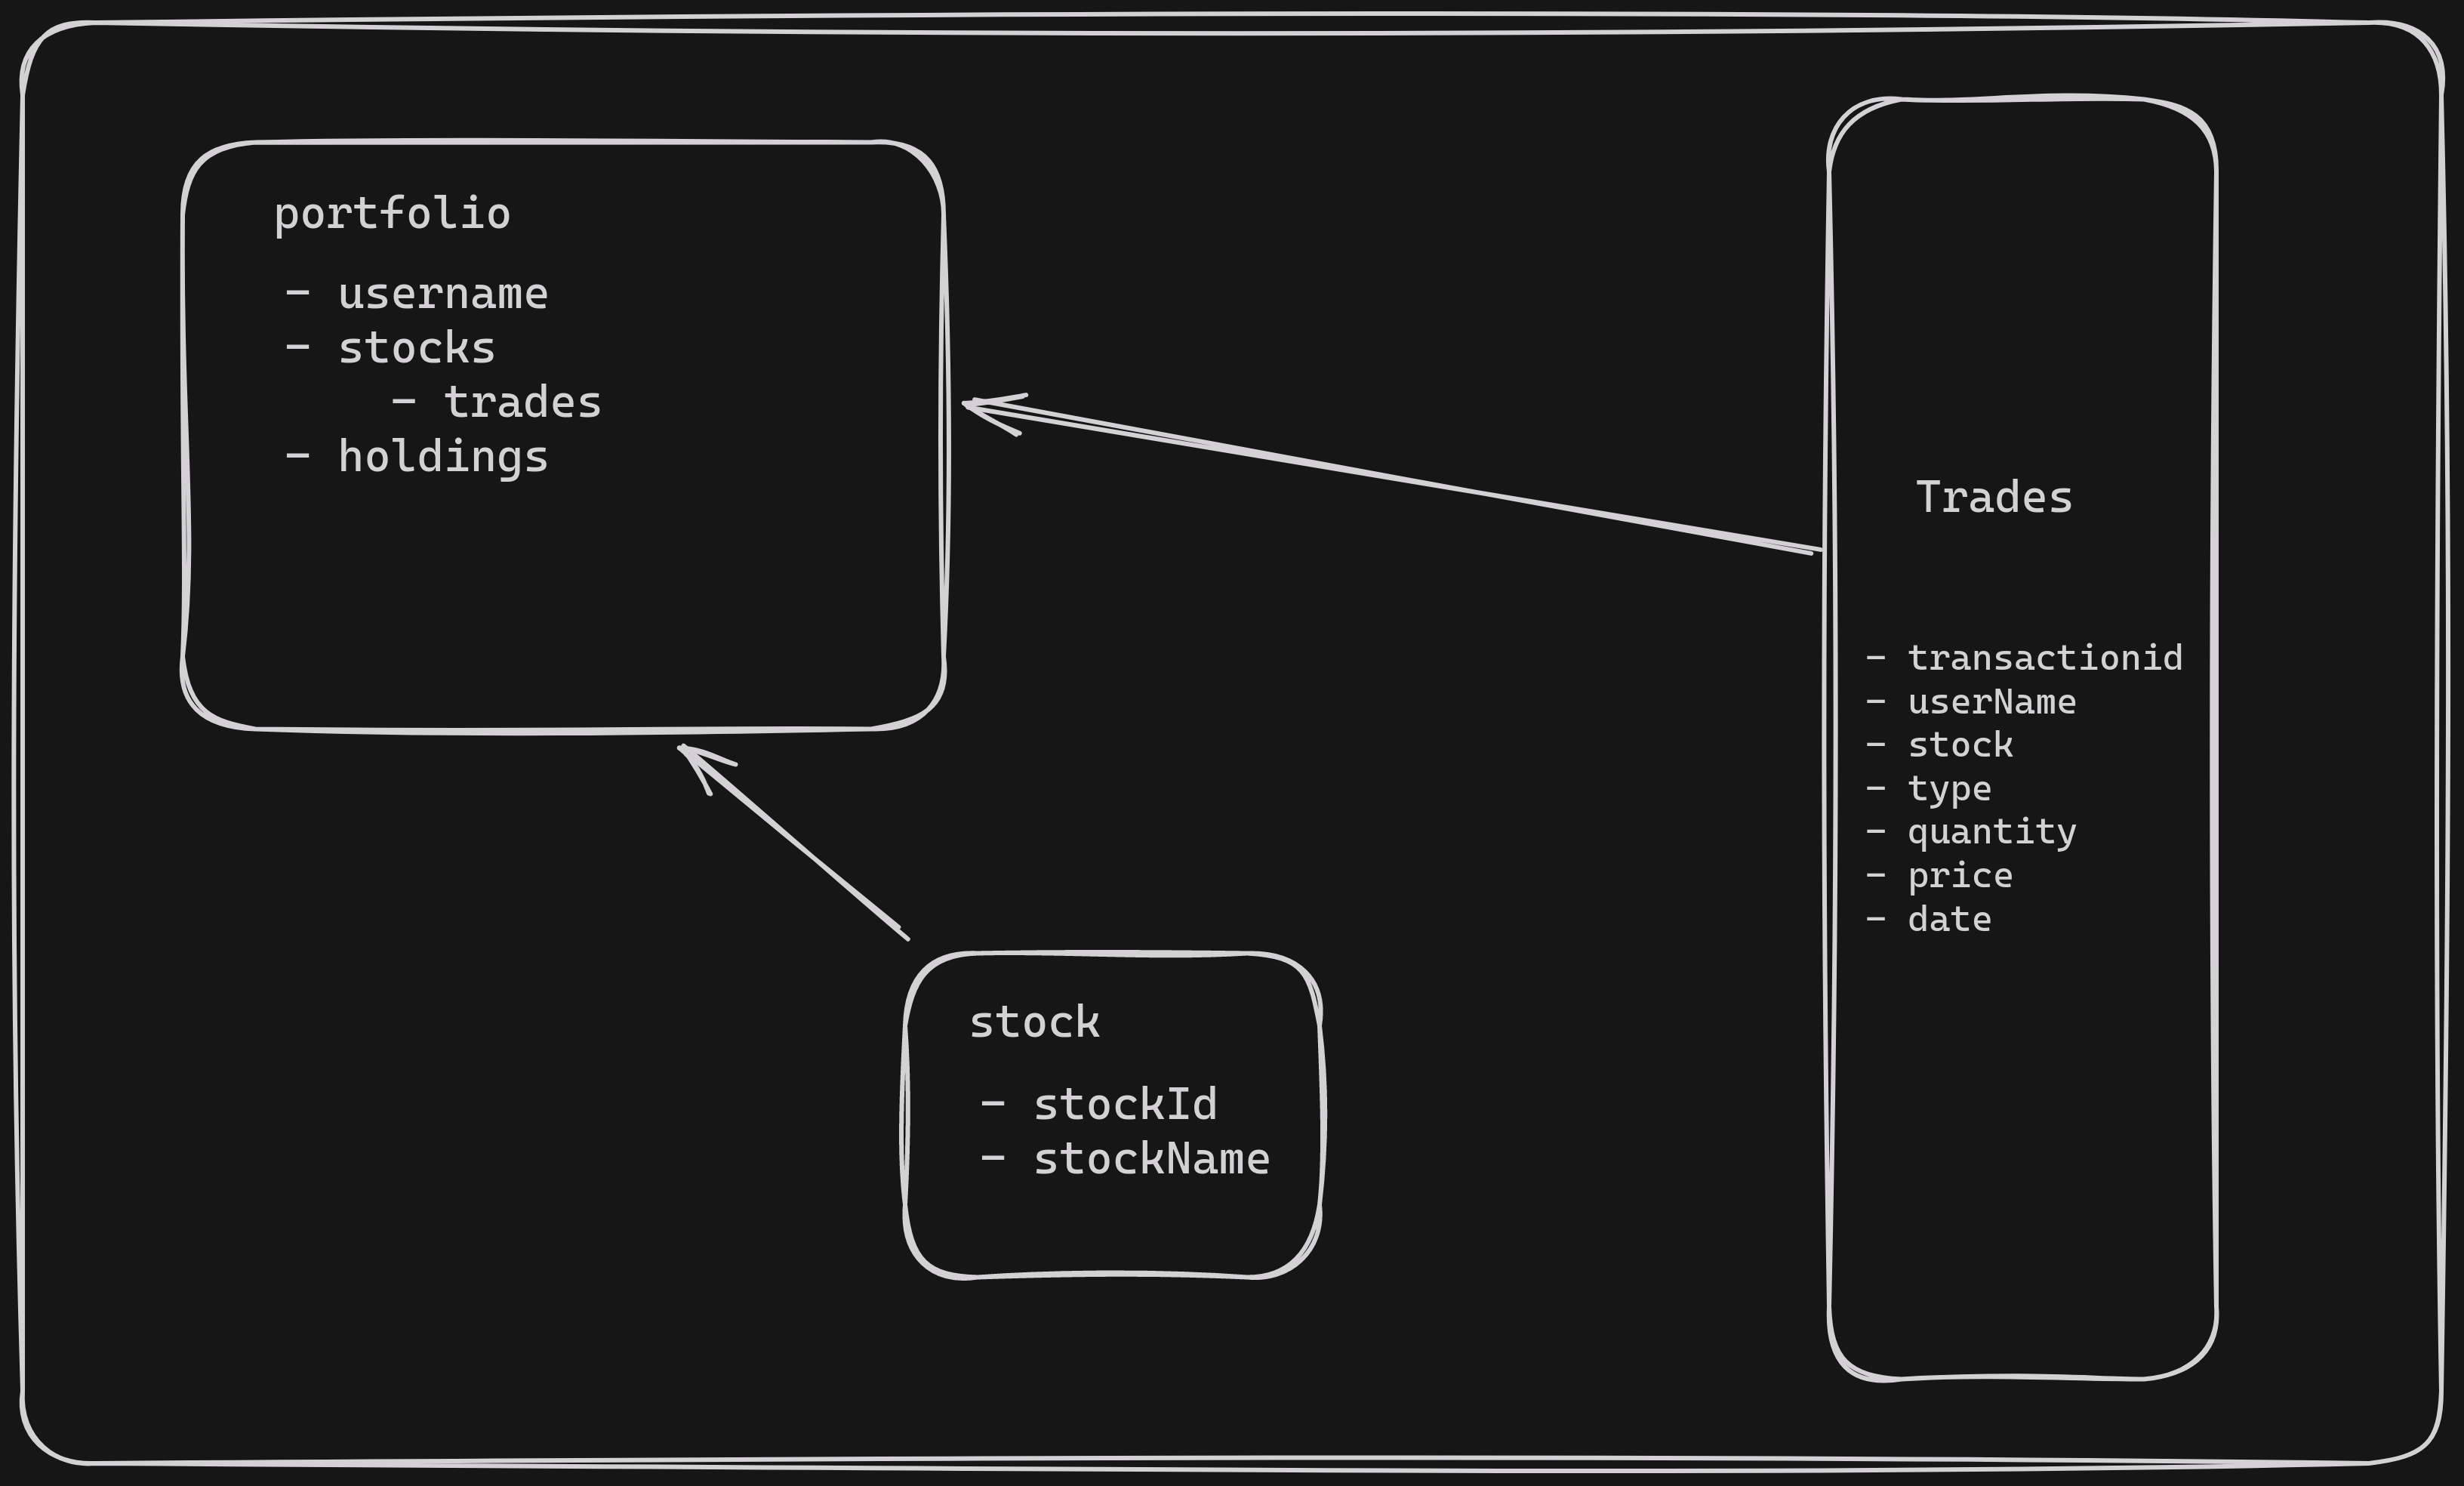 portfolio
- username
- stocks
- trades
- holdings
Trades
- transactionid
- userName
- stock
- type
- quantity
- price
- date
stock
- stockId
- stockName